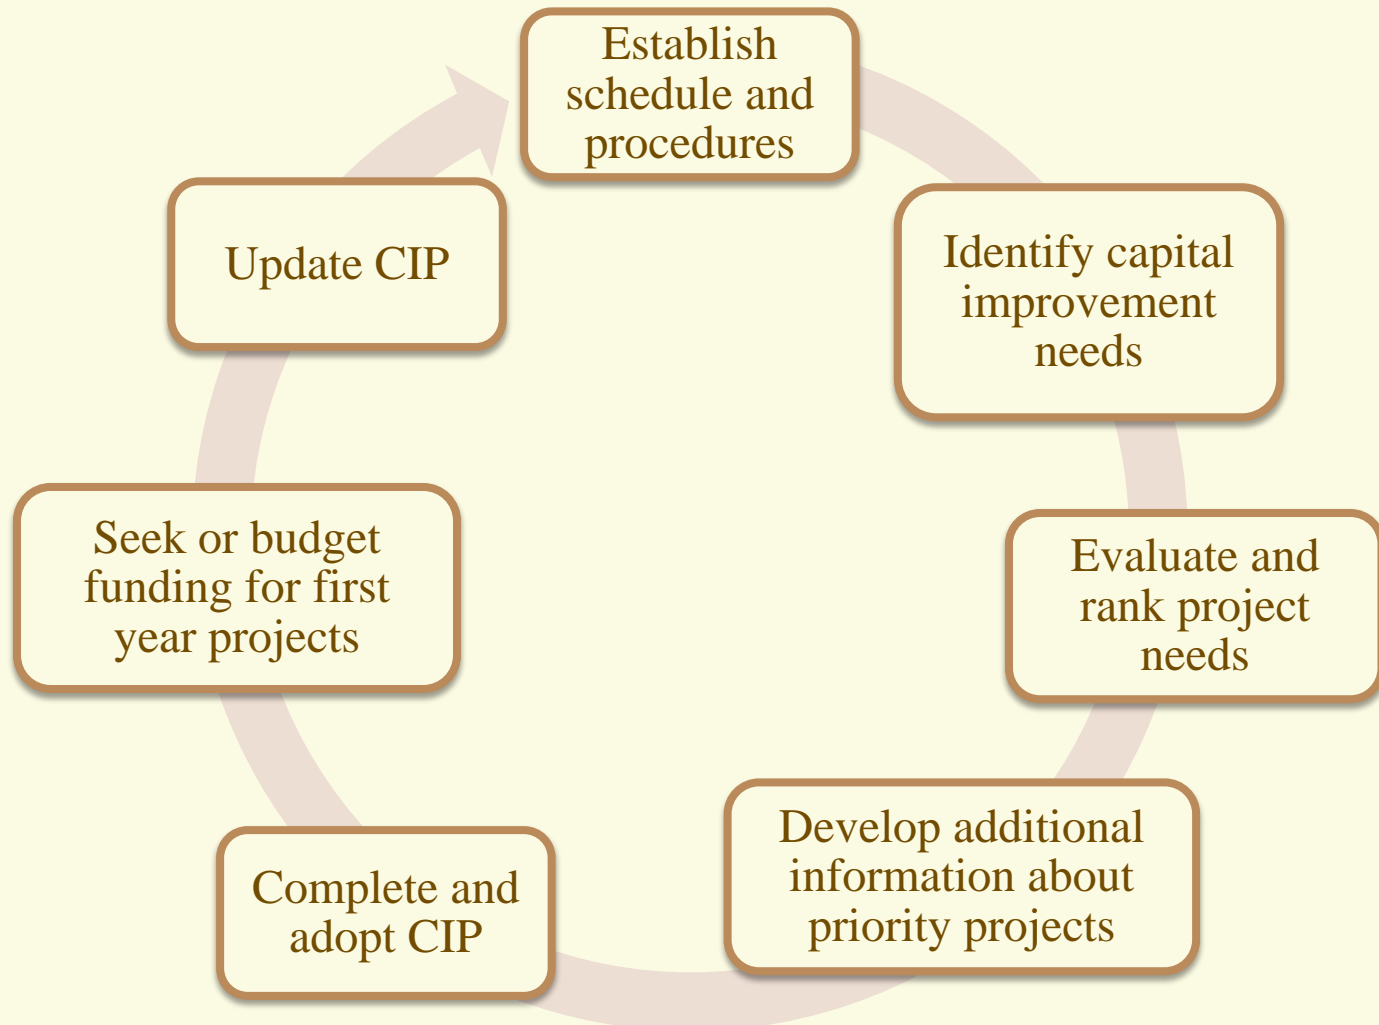 Establish
schedule and
procedures
Identify capital
improvement
needs
Evaluate and
rank project
needs
Develop additional
information about
priority projects
Complete and
adopt CIP
Seek or budget
funding for first
year projects
Update CIP